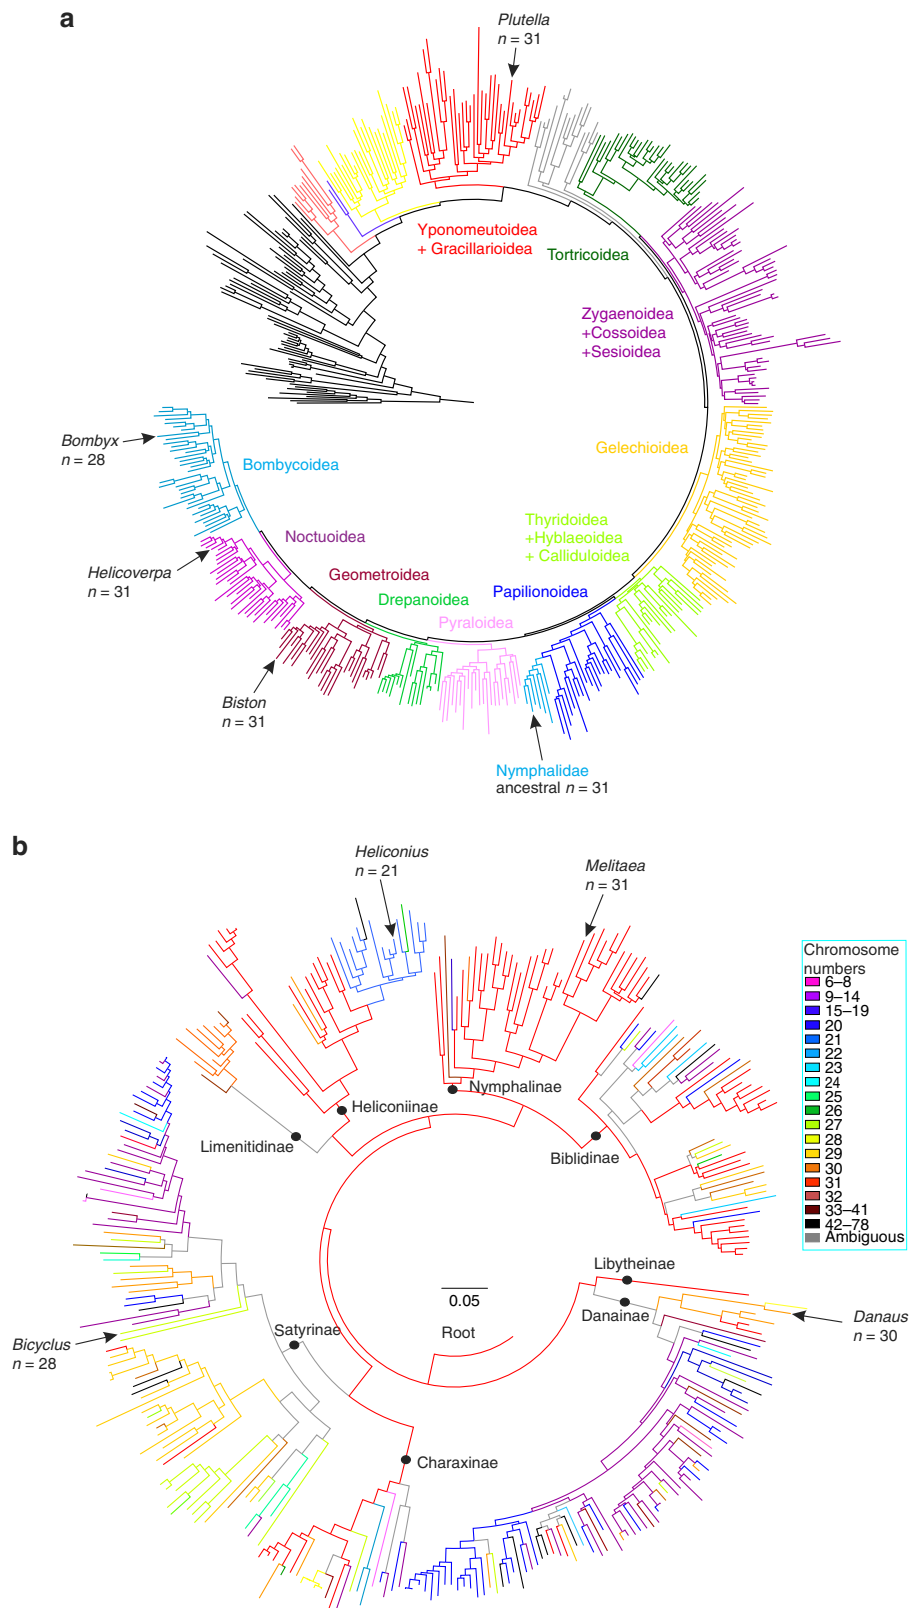 a
Plutella
n = 31
Yponomeutoidea
+ Gracillarioidea
Tortricoidea
Zygaenoidea
+Cossoidea
+Sesioidea
Gelechioidea
Bombyx
n = 28
Bombycoidea
Thyridoidea
+Hyblaeoidea
+ Calliduloidea
Noctuoidea
Helicoverpa
n = 31
Geometroidea
Drepanoidea
Papilionoidea
Pyraloidea
Biston
n = 31
Nymphalidae
ancestral n = 31
b
Heliconius
n = 21
Melitaea
n = 31
Chromosome
numbers
6–8
9–14
15–19
20
21
22
23
24
25
26
27
28
29
30
31
32
33–41
42–78
Ambiguous
Nymphalinae
Heliconiinae
Limenitidinae
Biblidinae
Libytheinae
0.05
Danainae
Root
Danaus
n = 30
Satyrinae
Bicyclus
n = 28
Charaxinae